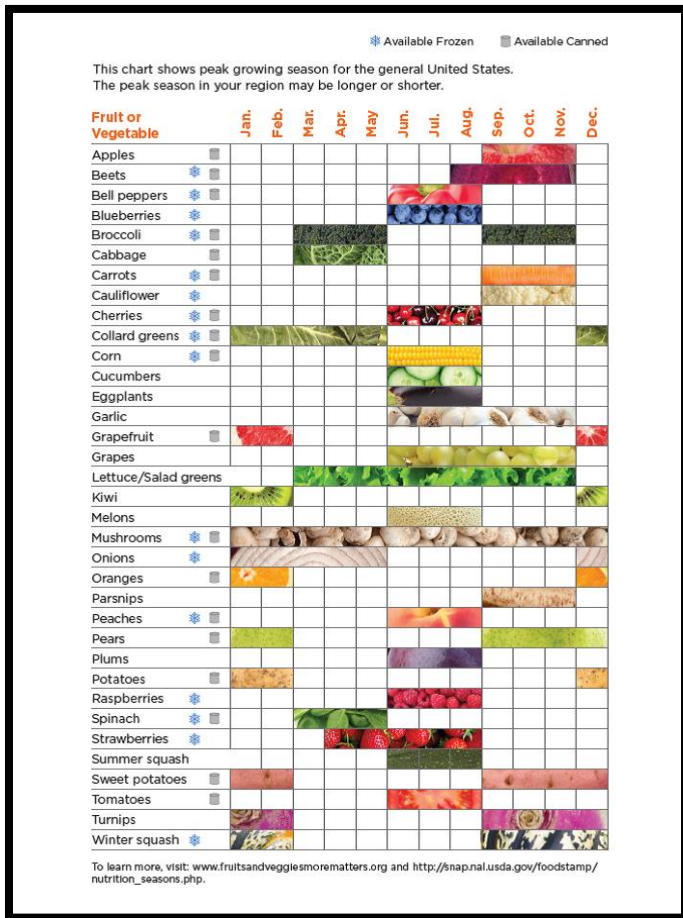 Available Frozen Available Canned
This chart shows peak growing season for the general United States.
The peak season in your region may be longer or shorter.
Fruit or
Vegetable
Jan. Feb. Mar. Apr. May Jun. Jul. Aug. Sep. Oct. Nov. Dec.
Apples
Beets
Bell peppers
Blueberries
Broccoli
Cabbage
Carrots
Cauliflower
Cherries
Collard greens
Corn
Cucumbers
Eggplants
Garlic
Grapefruit
Grapes
Lettuce/Salad greens
Kiwi
Melons
Mushrooms
Onions
Oranges
Parsnips
Peaches
Pears
Plums
Potatoes
Raspberries
Spinach
Strawberries
Summer squash
Sweet potatoes
Tomatoes
Turnips
Winter squash
To learn more, visit: www.fruitsandveggiesmorematters.org and http://snap.nal.usda.gov/foodstamp/
nutrition_seasons.php.